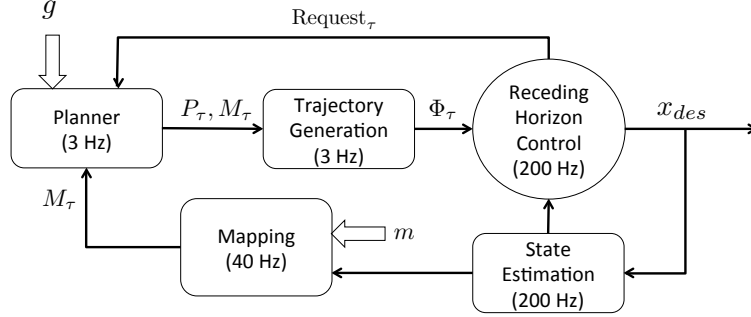 g
Request_τ
Planner
(3 Hz)
P_τ, M_τ
Trajectory
Generation
(3 Hz)
Φ_τ
Receding
Horizon
Control
(200 Hz)
x_des
M_τ
Mapping
(40 Hz)
m
State
Estimation
(200 Hz)